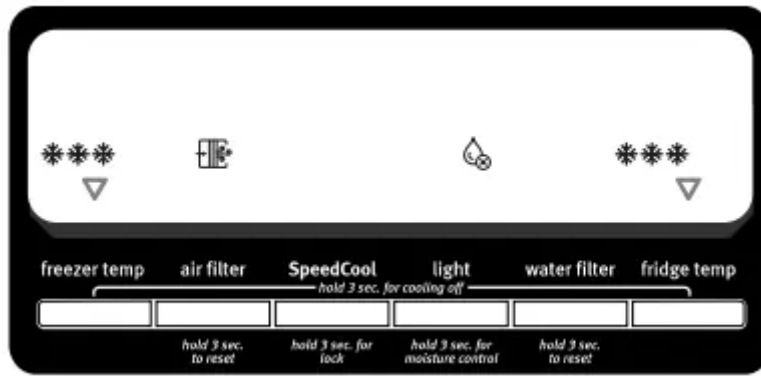 freezer temp air filter SpeedCool light water filter fridge temp
hold 3 sec. for cooling off
hold 3 sec. hold 3 sec. for hold 3 sec. for hold 3 sec.
to reset lock moisture control to reset